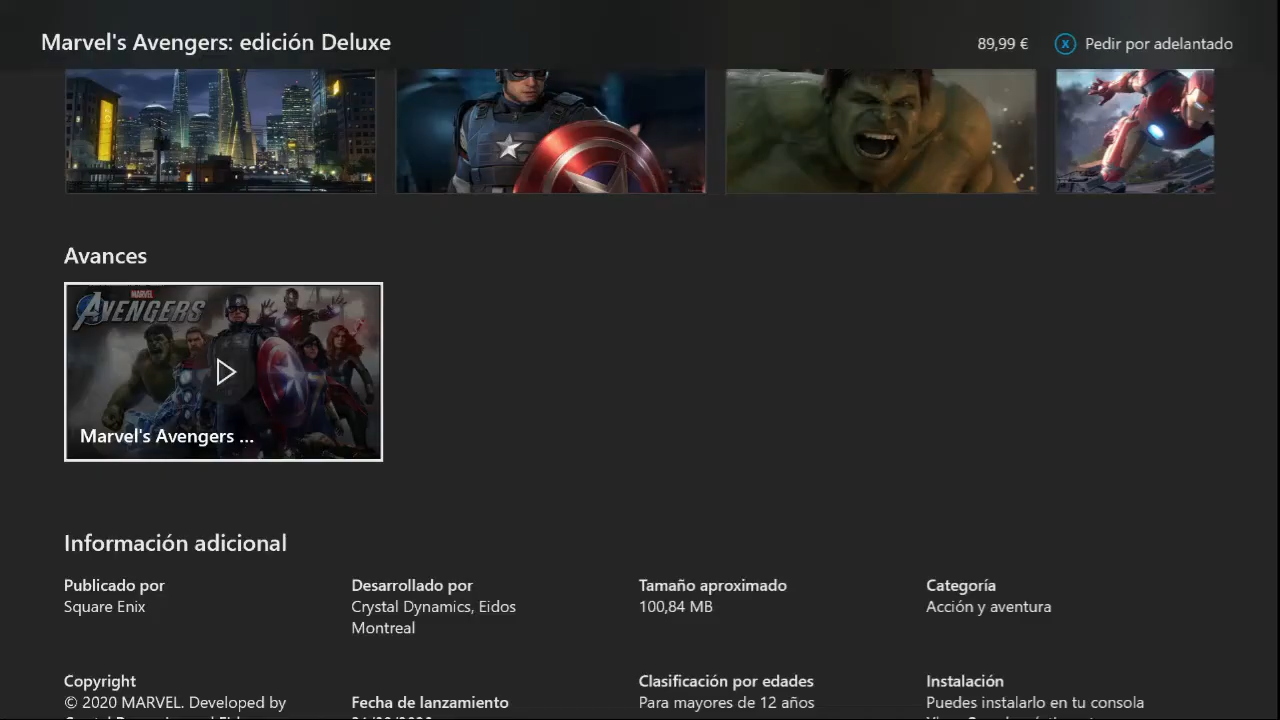 Marvel's Avengers: edición Deluxe
89,99 €
X
Pedir por adelantado
Avances
MARVEL
AVENGERS
Marvel's Avengers ...
Información adicional
Publicado por
Square Enix
Desarrollado por
Crystal Dynamics, Eidos
Montreal
Tamaño aproximado
100,84 MB
Categoría
Acción y aventura
Copyright
© 2020 MARVEL. Developed by
Fecha de lanzamiento
Clasificación por edades
Para mayores de 12 años
Instalación
Puedes instalarlo en tu consola